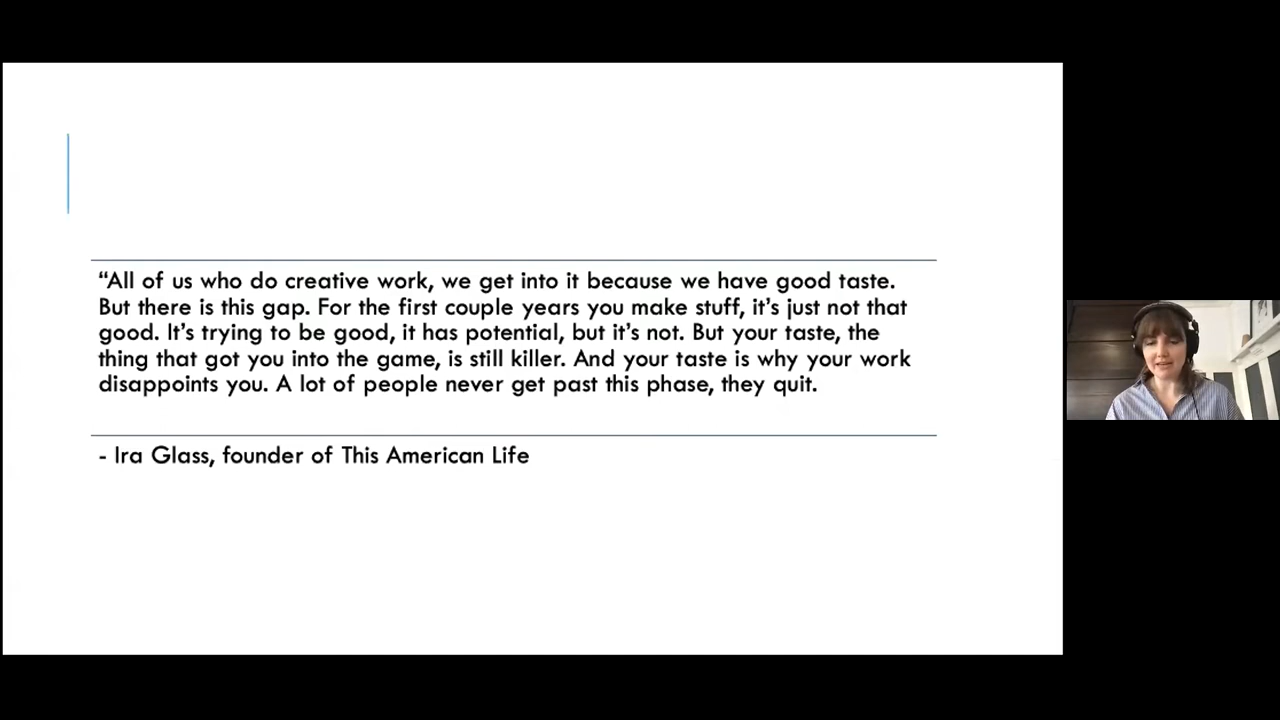 “All of us who do creative work, we get into it because we have good taste.
But there is this gap. For the first couple years you make stuff, it’s just not that
good. It’s trying to be good, it has potential, but it’s not. But your taste, the
thing that got you into the game, is still killer. And your taste is why your work
disappoints you. A lot of people never get past this phase, they quit.
- Ira Glass, founder of This American Life